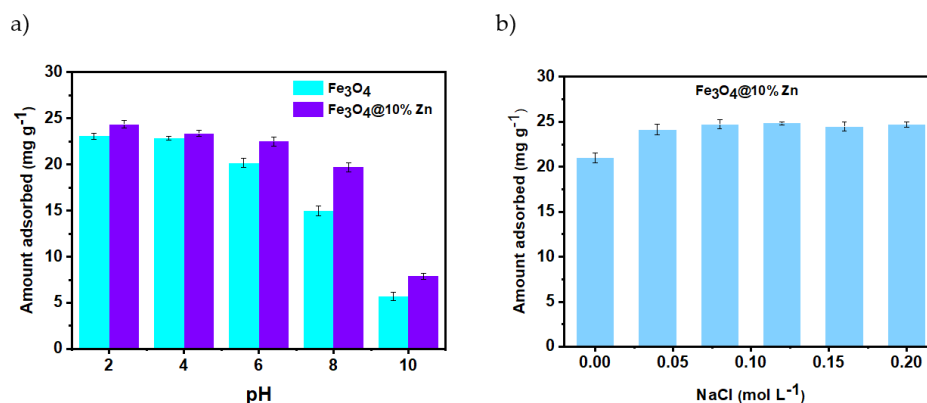 a)
b)
Amount adsorbed (mg g⁻¹)
30
25
20
15
10
5
0
Fe₃O₄
Fe₃O₄@10% Zn
2 4 6 8 10
pH
Amount adsorbed (mg g⁻¹)
30
25
20
15
10
5
0
Fe₃O₄@10% Zn
0.00 0.05 0.10 0.15 0.20
NaCl (mol L⁻¹)